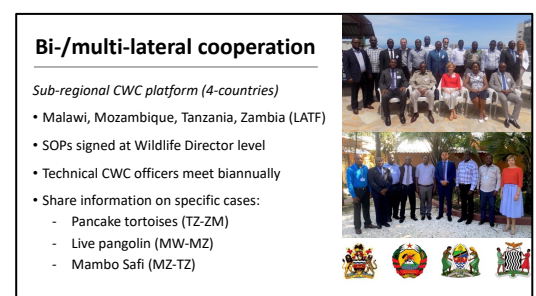 Bi-/multi-lateral cooperation
Sub-regional CWC platform (4-countries)
• Malawi, Mozambique, Tanzania, Zambia (LATF)
• SOPs signed at Wildlife Director level
• Technical CWC officers meet biannually
• Share information on specific cases:
- Pancake tortoises (TZ-ZM)
- Live pangolin (MW-MZ)
- Mambo Safi (MZ-TZ)